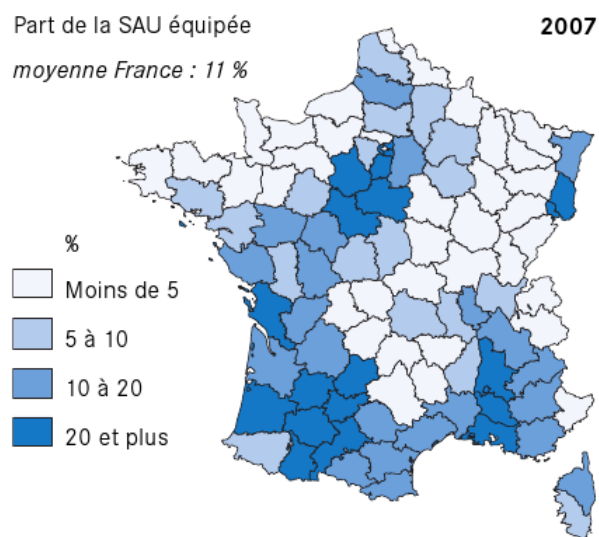 Part de la SAU équipée
2007
moyenne France : 11 %
%
Moins de 5
5 à 10
10 à 20
20 et plus